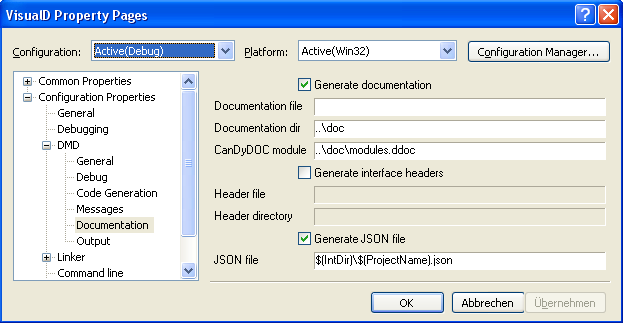 VisualD Property Pages
Configuration: Active(Debug) Platform: Active(Win32) Configuration Manager...
Common Properties
Configuration Properties
General
Debugging
DMD
General
Debug
Code Generation
Messages
Documentation
Output
Linker
Command line
Generate documentation
Documentation file
Documentation dir ..\doc
CanDyDOC module ..\doc\modules.ddoc
Generate interface headers
Header file
Header directory
Generate JSON file
JSON file $(IntDir)\$(ProjectName).json
OK Abbrechen Übernehmen